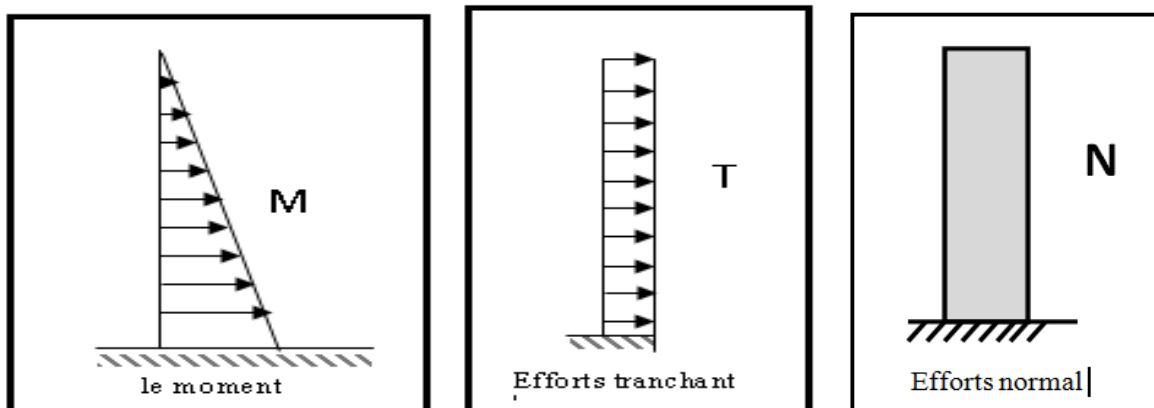 M
le moment
T
Efforts tranchant
N
Efforts normal